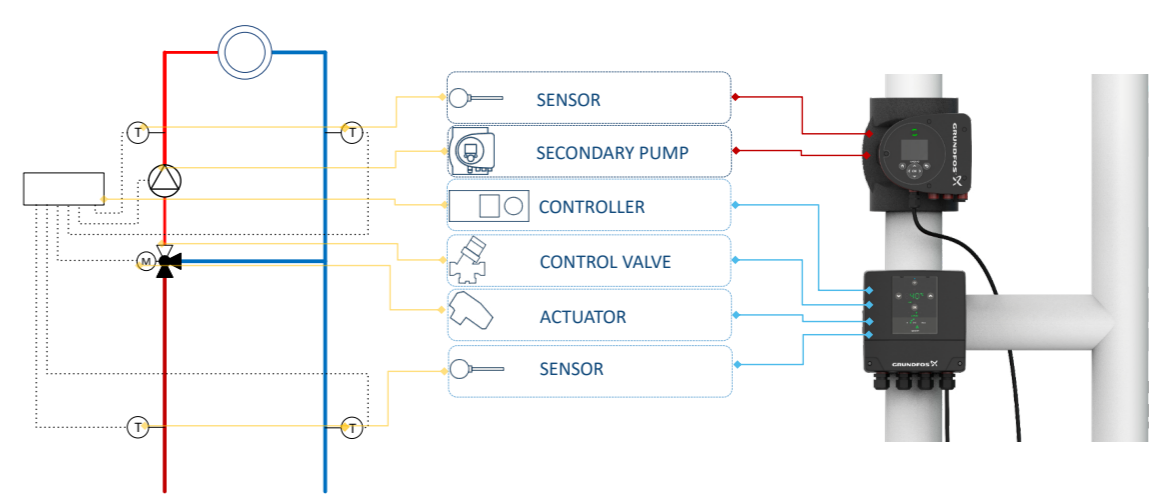 SENSOR
T
T
SECONDARY PUMP
GRUNDFOS
CONTROLLER
M
CONTROL VALVE
ACTUATOR
GRUNDFOS
SENSOR
T
T